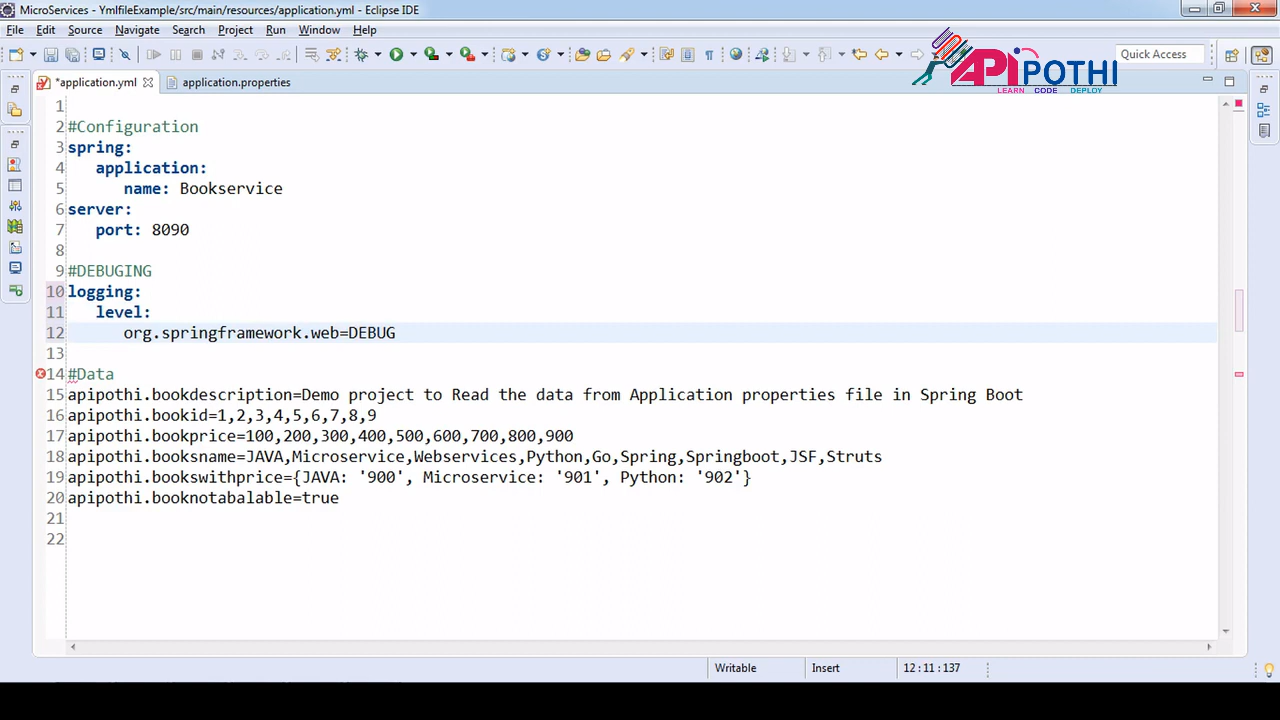 MicroServices - YmlfileExample/src/main/resources/application.yml - Eclipse IDE
File Edit Source Navigate Search Project Run Window Help
Quick Access
API POTHI
LEARN CODE DEPLOY
*application.yml application.properties
1
2 #Configuration
3 spring:
4 application:
5 name: Bookservice
6 server:
7 port: 8090
8
9 #DEBUGING
10 logging:
11 level:
12 org.springframework.web=DEBUG
13
14 #Data
15 apipothi.bookdescription=Demo project to Read the data from Application properties file in Spring Boot
16 apipothi.bookid=1,2,3,4,5,6,7,8,9
17 apipothi.bookprice=100,200,300,400,500,600,700,800,900
18 apipothi.booksname=JAVA,Microservice,Webservices,Python,Go,Spring,Springboot,JSF,Struts
19 apipothi.bookswithprice={JAVA: '900', Microservice: '901', Python: '902'}
20 apipothi.booknotabalable=true
21
22
Writable Insert 12:11:137